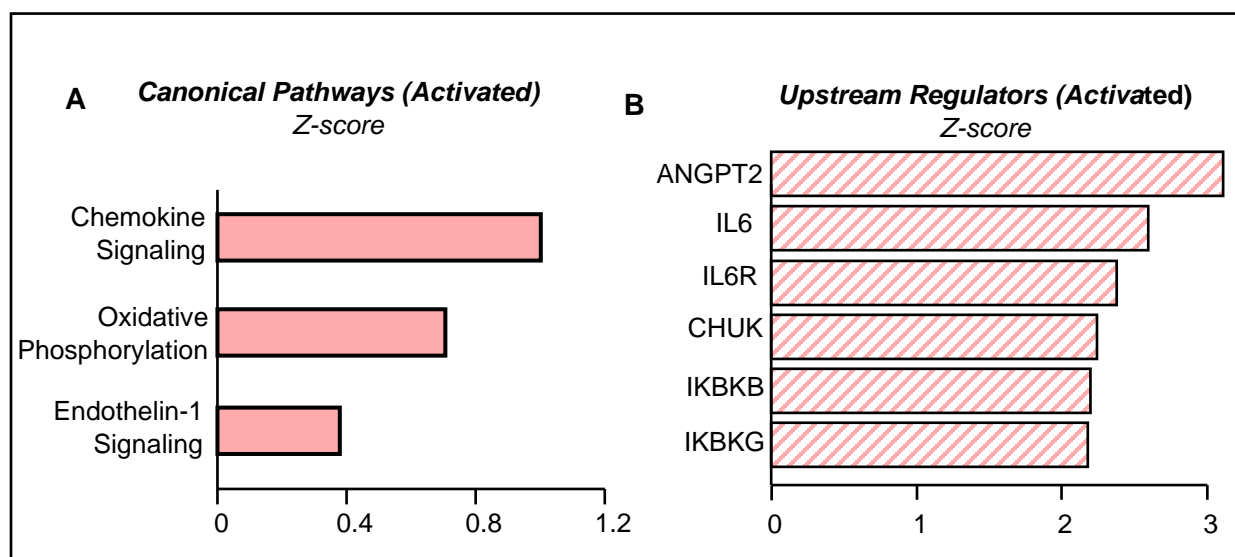 A
Canonical Pathways (Activated)
Z-score
Chemokine
Signaling
Oxidative
Phosphorylation
Endothelin-1
Signaling
0 0.4 0.8 1.2
B
Upstream Regulators (Activated)
Z-score
ANGPT2
IL6
IL6R
CHUK
IKBKB
IKBKG
0 1 2 3